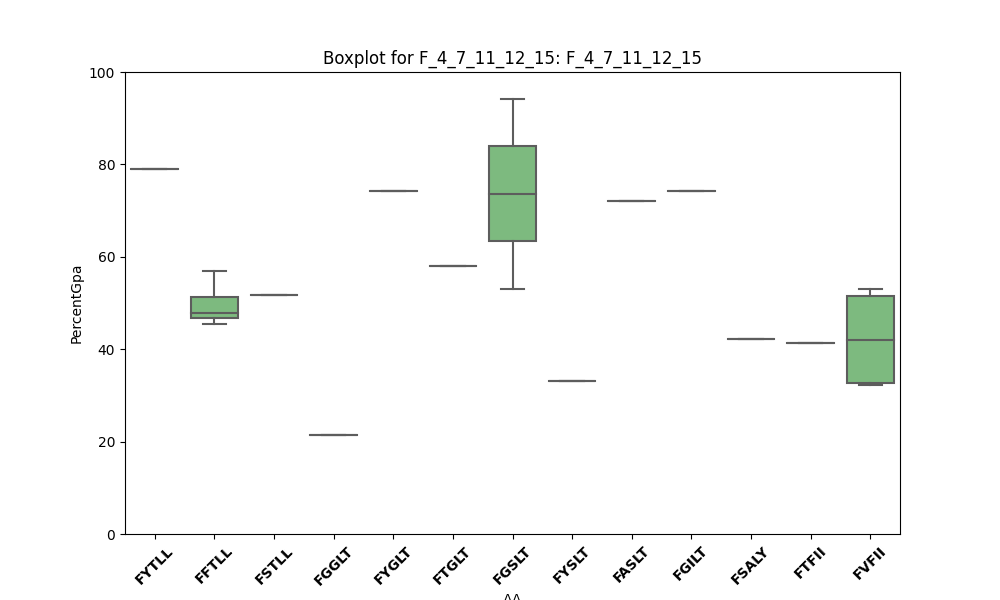 Boxplot for F_4_7_11_12_15: F_4_7_11_12_15
100
80
60
40
20
0
PercentGpa
FYTLL
FFTLL
FSTLL
FGGLT
FYGLT
FTGLT
FGSLT
FYSLT
FASLT
FGILT
FSALY
FTFII
FVFII
AA